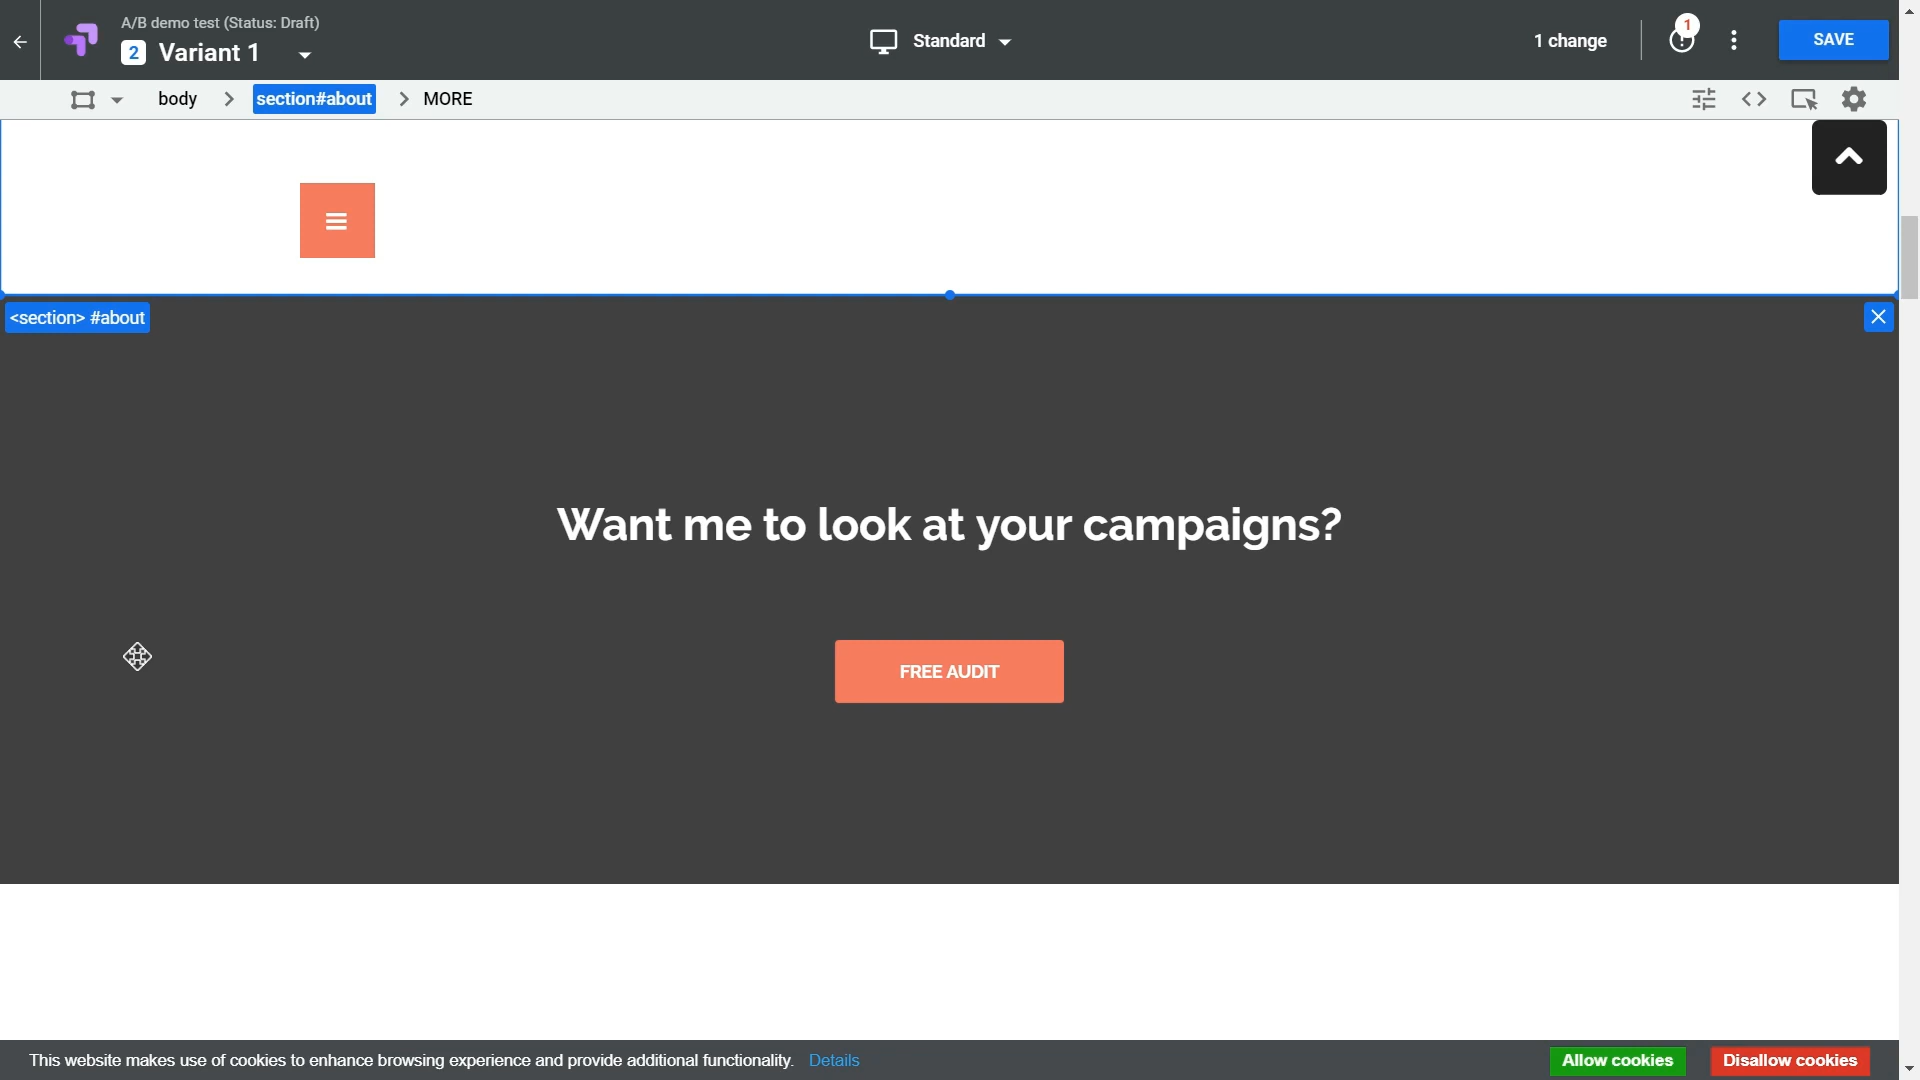 A/B demo test (Status: Draft)
2 Variant 1
Standard
1 change
1
SAVE
body
section#about
MORE
<section> #about
Want me to look at your campaigns?
FREE AUDIT
This website makes use of cookies to enhance browsing experience and provide additional functionality. Details
Allow cookies
Disallow cookies